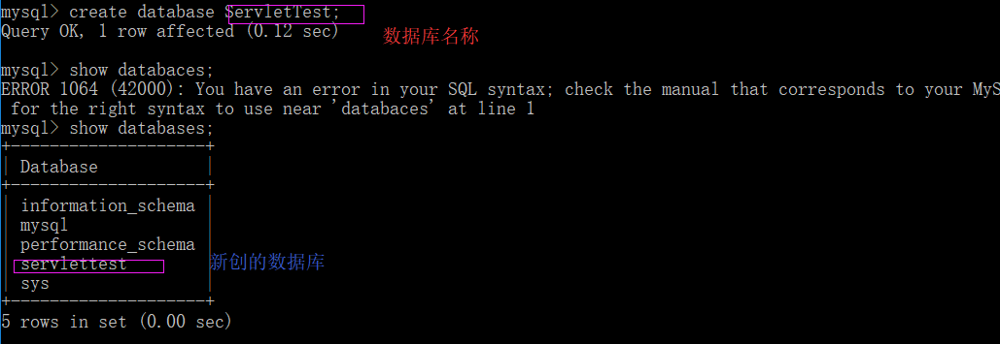 mysql> create database ServletTest;
Query OK, 1 row affected (0.12 sec)
数据库名称
mysql> show databaces;
ERROR 1064 (42000): You have an error in your SQL syntax; check the manual that corresponds to your MyS
for the right syntax to use near 'databaces' at line 1
mysql> show databases;
+--------------------+
| Database           |
+--------------------+
| information_schema |
| mysql              |
| performance_schema |
| servlettest        |
新创的数据库
| sys                |
+--------------------+
5 rows in set (0.00 sec)